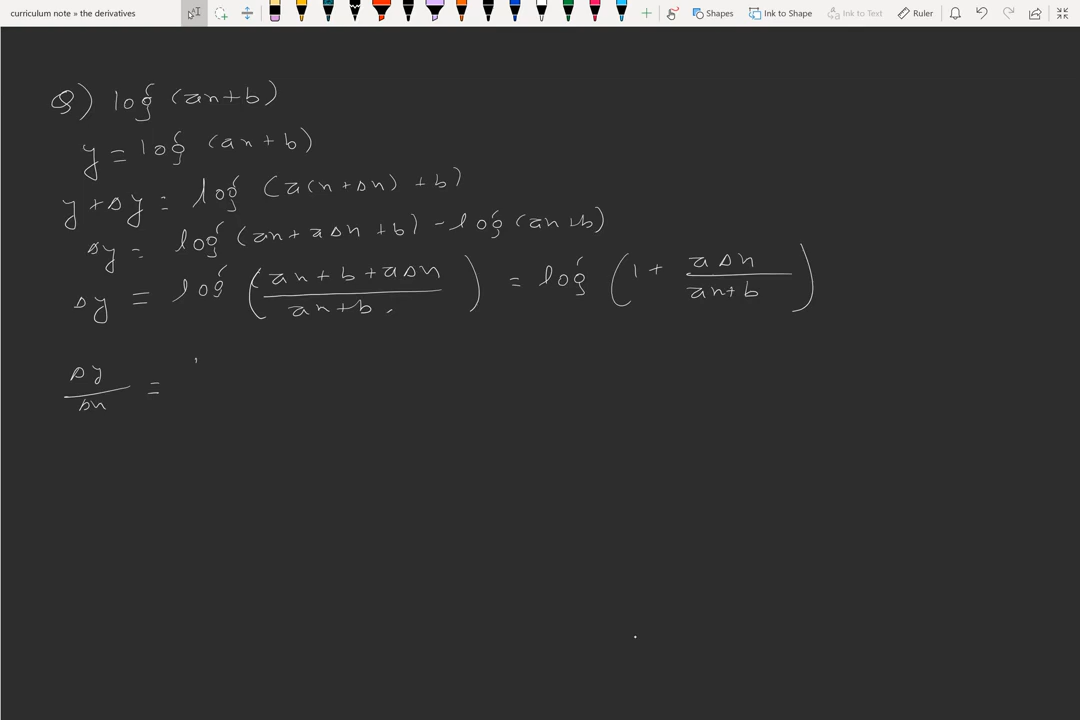 curriculum note » the derivatives
Shapes Ink to Shape Ink to Text Ruler
Q) log (ax+b)
y = log (ax+b)
y+Δy = log (a(x+Δx)+b)
Δy = log (ax+aΔx+b) - log (ax+b)
Δy = log ((ax+b+aΔx)/(ax+b)) = log (1 + aΔx/(ax+b))
Δy/Δx =